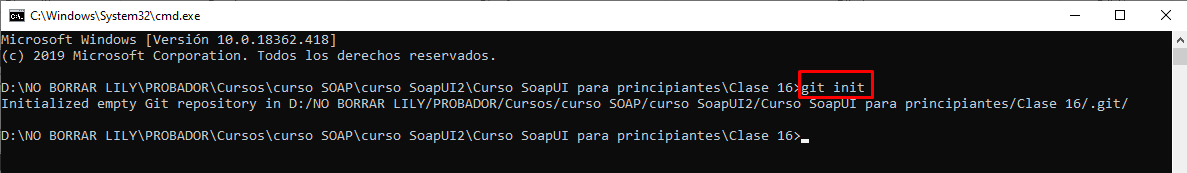 C:\Windows\System32\cmd.exe
Microsoft Windows [Versión 10.0.18362.418]
(c) 2019 Microsoft Corporation. Todos los derechos reservados.
D:\NO BORRAR LILY\PROBADOR\Cursos\curso SOAP\curso SoapUI2\Curso SoapUI para principiantes\Clase 16>git init
Initialized empty Git repository in D:/NO BORRAR LILY/PROBADOR/Cursos/curso SOAP/curso SoapUI2/Curso SoapUI para principiantes/Clase 16/.git/
D:\NO BORRAR LILY\PROBADOR\Cursos\curso SOAP\curso SoapUI2\Curso SoapUI para principiantes\Clase 16>